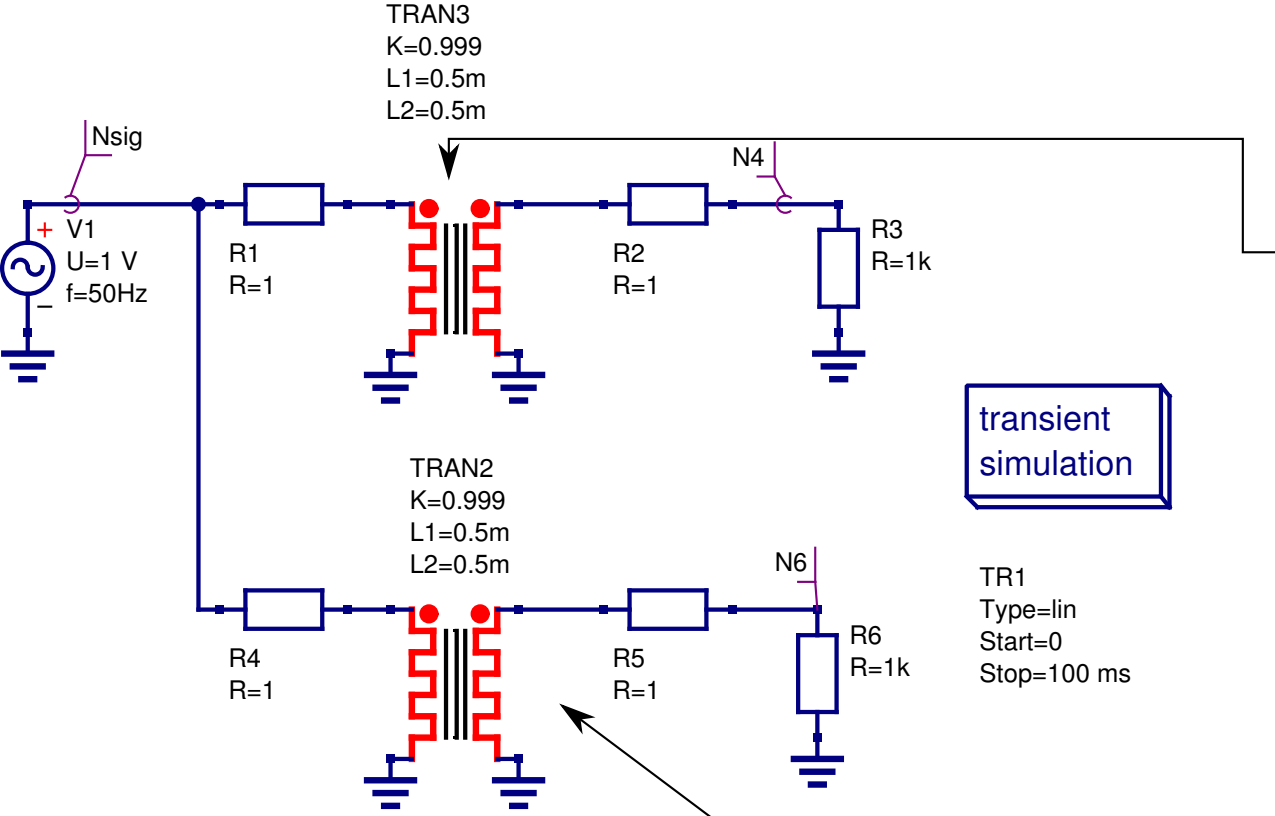 TRAN3
K=0.999
L1=0.5m
L2=0.5m
Nsig
N4
+ V1
U=1 V
f=50Hz
R1
R=1
R2
R=1
R3
R=1k
transient
simulation
TRAN2
K=0.999
L1=0.5m
L2=0.5m
N6
R4
R=1
R5
R=1
R6
R=1k
TR1
Type=lin
Start=0
Stop=100 ms